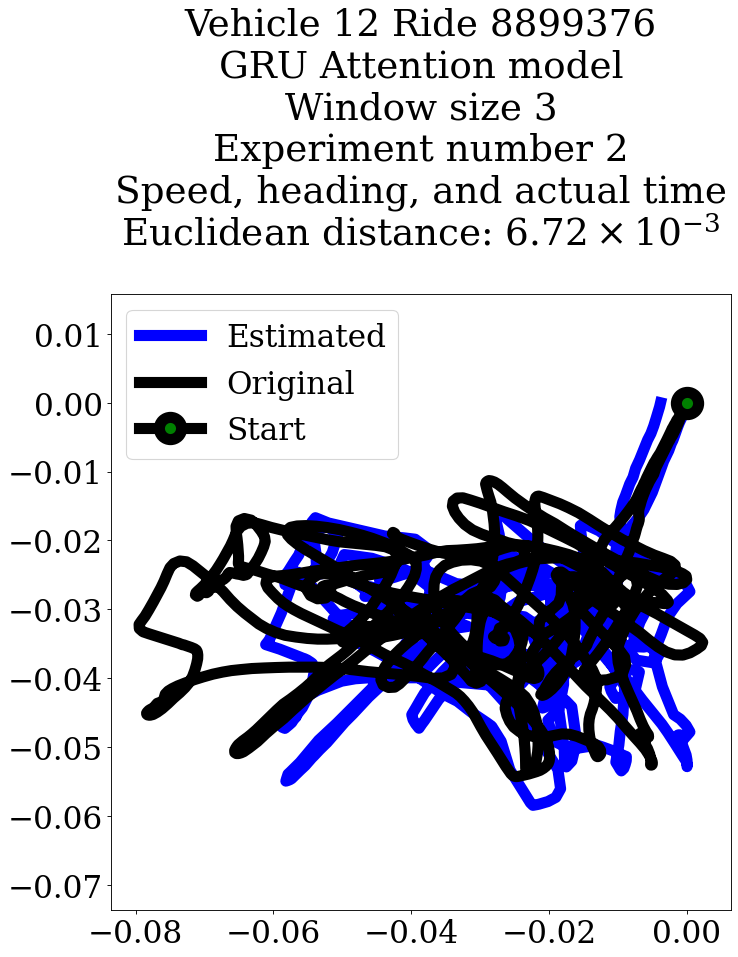 Vehicle 12 Ride 8899376
GRU Attention model
Window size 3
Experiment number 2
Speed, heading, and actual time
Euclidean distance: 6.72 × 10⁻³
Estimated
Original
Start
0.01
0.00
−0.01
−0.02
−0.03
−0.04
−0.05
−0.06
−0.07
−0.08 −0.06 −0.04 −0.02 0.00